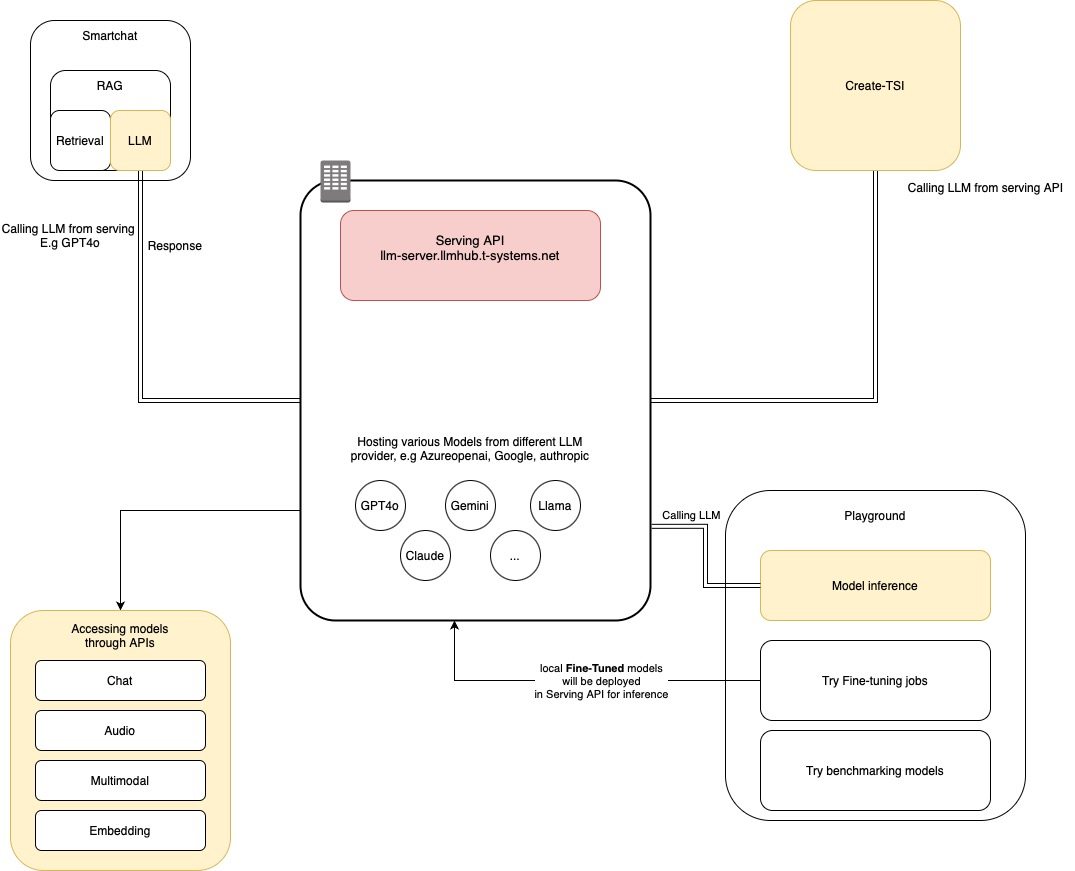 Smartchat
RAG
Retrieval
LLM
Create-TSI
Calling LLM from serving API
Calling LLM from serving
E.g GPT4o
Response
Serving API
llm-server.llmhub.t-systems.net
Hosting various Models from different LLM
provider, e.g Azureopenai, Google, authropic
GPT4o
Gemini
Llama
Claude
...
Calling LLM
Playground
Model inference
Try Fine-tuning jobs
Try benchmarking models
local Fine-Tuned models
will be deployed
in Serving API for inference
Accessing models
through APIs
Chat
Audio
Multimodal
Embedding